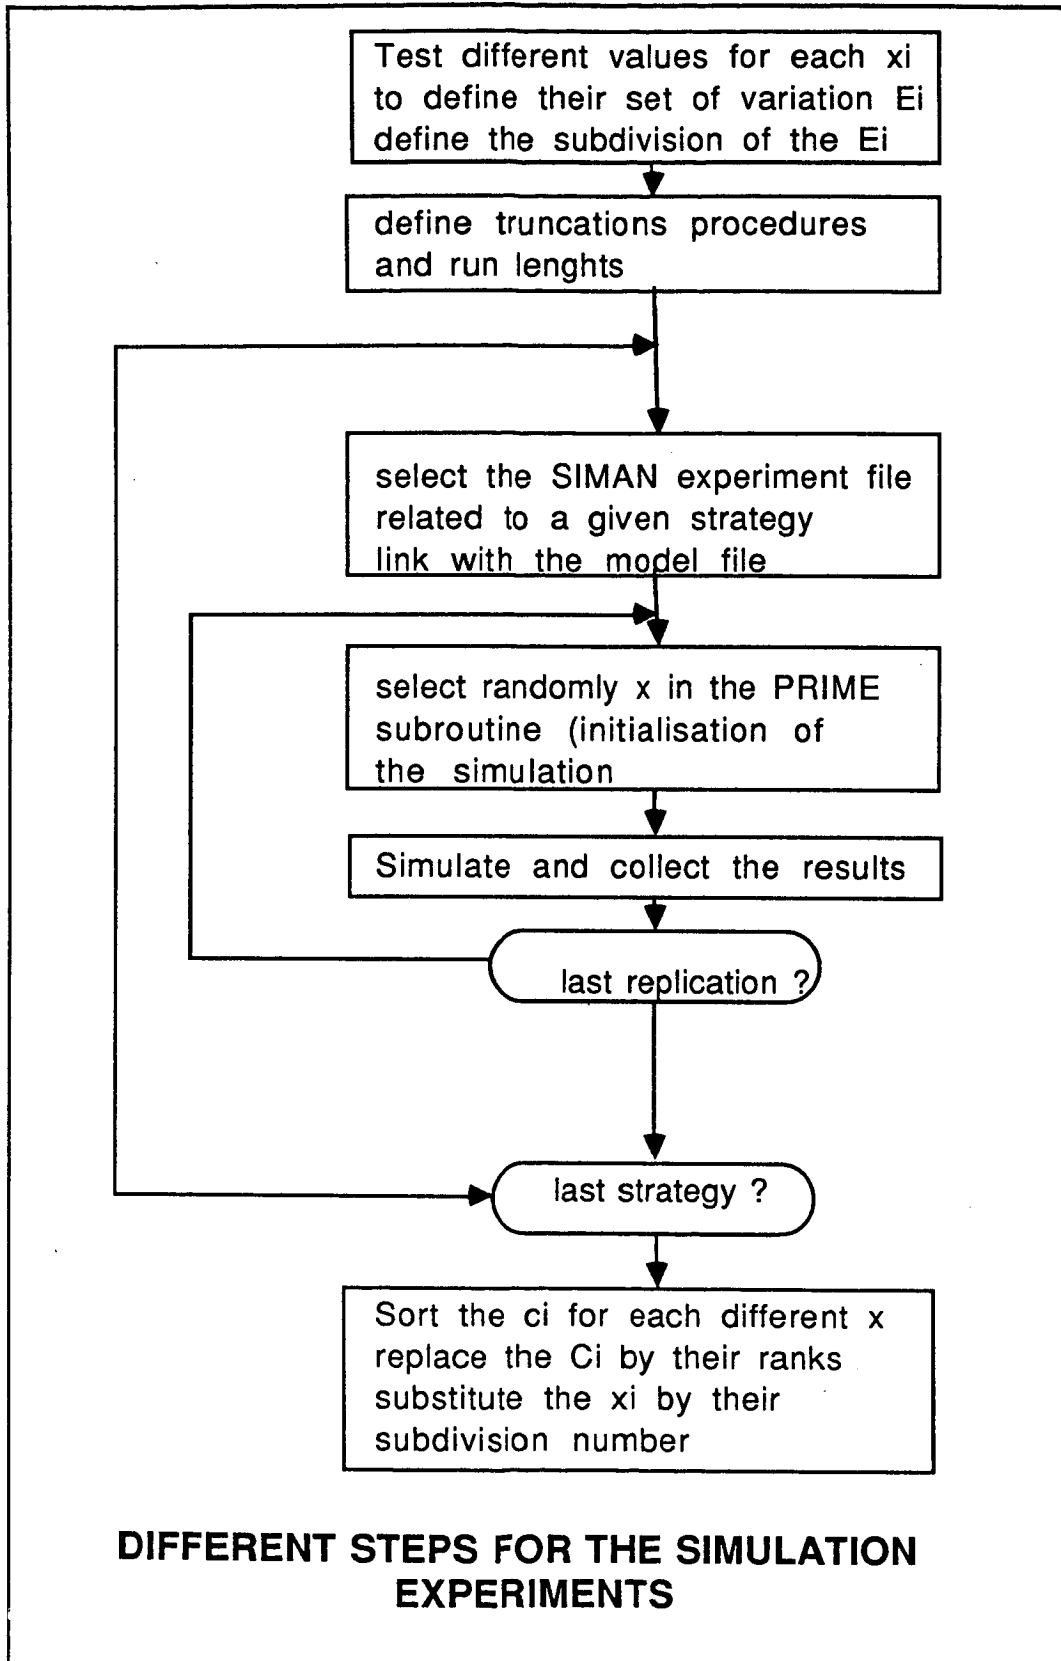 Test different values for each xi
to define their set of variation Ei
define the subdivision of the Ei
define truncations procedures
and run lenghts
select the SIMAN experiment file
related to a given strategy
link with the model file
select randomly x in the PRIME
subroutine (initialisation of
the simulation
Simulate and collect the results
last replication ?
last strategy ?
Sort the ci for each different x
replace the Ci by their ranks
substitute the xi by their
subdivision number
DIFFERENT STEPS FOR THE SIMULATION
EXPERIMENTS